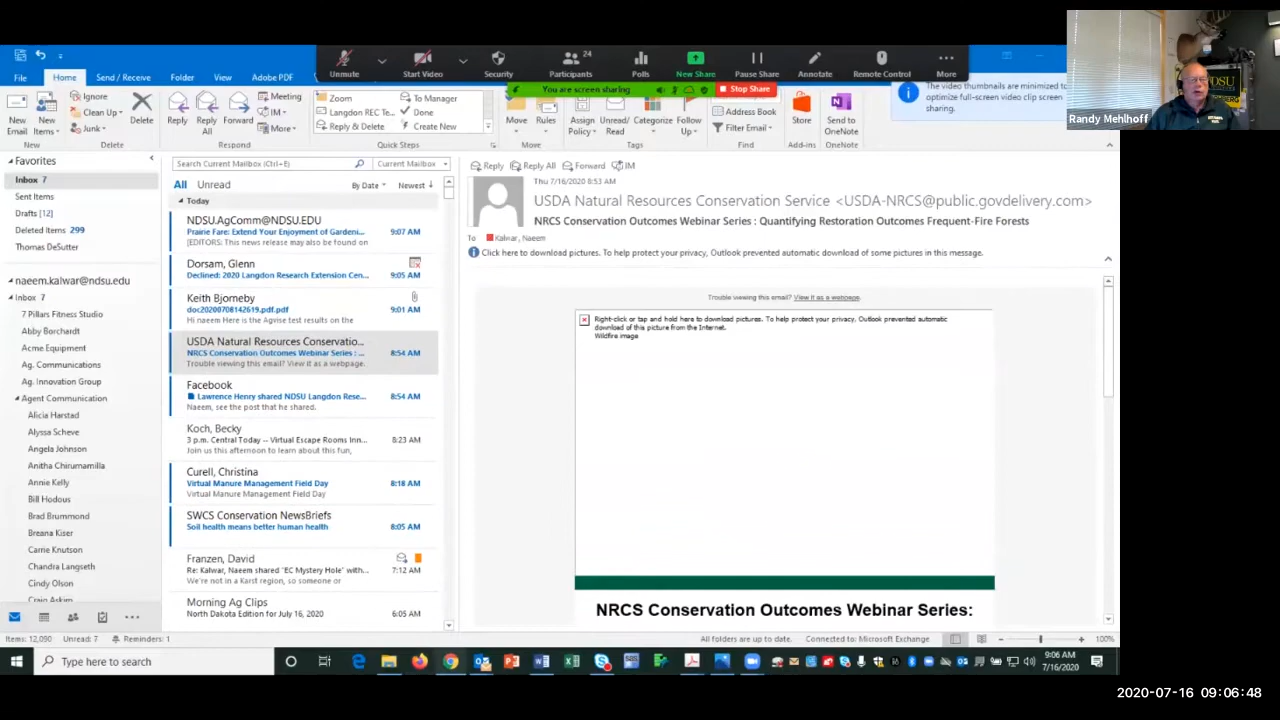 Unmute
Start Video
Security
Participants 24
Polls
New Share
Pause Share
Annotate
Remote Control
More
You are screen sharing
Stop Share
The video thumbnails are minimized to
optimize full-screen video clip screen
sharing.
Randy Mehlhoff
NDSU
File Home Send / Receive Folder View Adobe PDF
New Email
New Items
New
Ignore
Clean Up
Junk
Delete
Delete
Reply
Reply All
Forward
Meeting
IM
More
Respond
Zoom
Langdon REC Te...
Reply & Delete
To Manager
Done
Create New
Quick Steps
Move
Rules
Move
Assign Policy
Unread/ Read
Categorize
Follow Up
Tags
Address Book
Filter Email
Find
Store
Add-ins
Send to OneNote
OneNote
Favorites
Inbox 7
Sent Items
Drafts [12]
Deleted Items 299
Thomas DeSutter
naeem.kalwar@ndsu.edu
Inbox 7
7 Pillars Fitness Studio
Abby Borchardt
Acme Equipment
Ag. Communications
Ag. Innovation Group
Agent Communication
Alicia Harstad
Alyssa Scheve
Angela Johnson
Anitha Chirumamilla
Annie Kelly
Bill Hodous
Brad Brummond
Breana Kiser
Carrie Knutson
Chandra Langseth
Cindy Olson
Craig Askim
Search Current Mailbox (Ctrl+E)
Current Mailbox
All Unread
By Date Newest
Today
NDSU.AgComm@NDSU.EDU
Prairie Fare: Extend Your Enjoyment of Gardeni... 9:07 AM
[EDITORS: This news release may also be found on
Dorsam, Glenn
Declined: 2020 Langdon Research Extension Cen... 9:05 AM
Keith Bjorneby
doc20200708142619.pdf.pdf 9:01 AM
Hi naeem Here is the Agvise test results on the
USDA Natural Resources Conservatio...
NRCS Conservation Outcomes Webinar Series : ... 8:54 AM
Trouble viewing this email? View it as a webpage.
Facebook
Lawrence Henry shared NDSU Langdon Rese... 8:54 AM
Naeem, see the post that he shared.
Koch, Becky
3 p.m. Central Today -- Virtual Escape Rooms Inn... 8:23 AM
Join us this afternoon to learn about this fun,
Curell, Christina
Virtual Manure Management Field Day 8:18 AM
Virtual Manure Management Field Day
SWCS Conservation NewsBriefs
Soil health means better human health 8:05 AM
Franzen, David
Re: Kalwar, Naeem shared "EC Mystery Hole" with... 7:12 AM
We're not in a Karst region, so someone or
Morning Ag Clips
North Dakota Edition for July 16, 2020 6:05 AM
Reply Reply All Forward IM
Thu 7/16/2020 8:53 AM
USDA Natural Resources Conservation Service <USDA-NRCS@public.govdelivery.com>
NRCS Conservation Outcomes Webinar Series : Quantifying Restoration Outcomes Frequent-Fire Forests
To Kalwar, Naeem
Click here to download pictures. To help protect your privacy, Outlook prevented automatic download of some pictures in this message.
Trouble viewing this email? View it as a webpage.
Right-click or tap and hold here to download pictures. To help protect your privacy, Outlook prevented automatic
download of this picture from the Internet.
Wildfire image
NRCS Conservation Outcomes Webinar Series:
Items: 12,090 Unread: 7 Reminders: 1
All folders are up to date. Connected to: Microsoft Exchange. 100%
Type here to search
9:06 AM
7/16/2020
2020-07-16 09:06:48